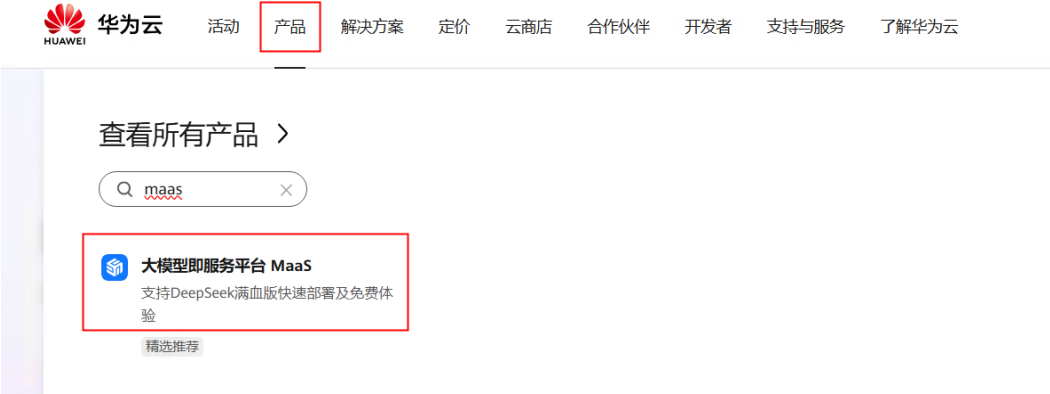 HUAWEI
华为云
活动 产品 解决方案 定价 云商店 合作伙伴 开发者 支持与服务 了解华为云
查看所有产品
maas
大模型即服务平台 MaaS
支持DeepSeek满血版快速部署及免费体
验
精选推荐